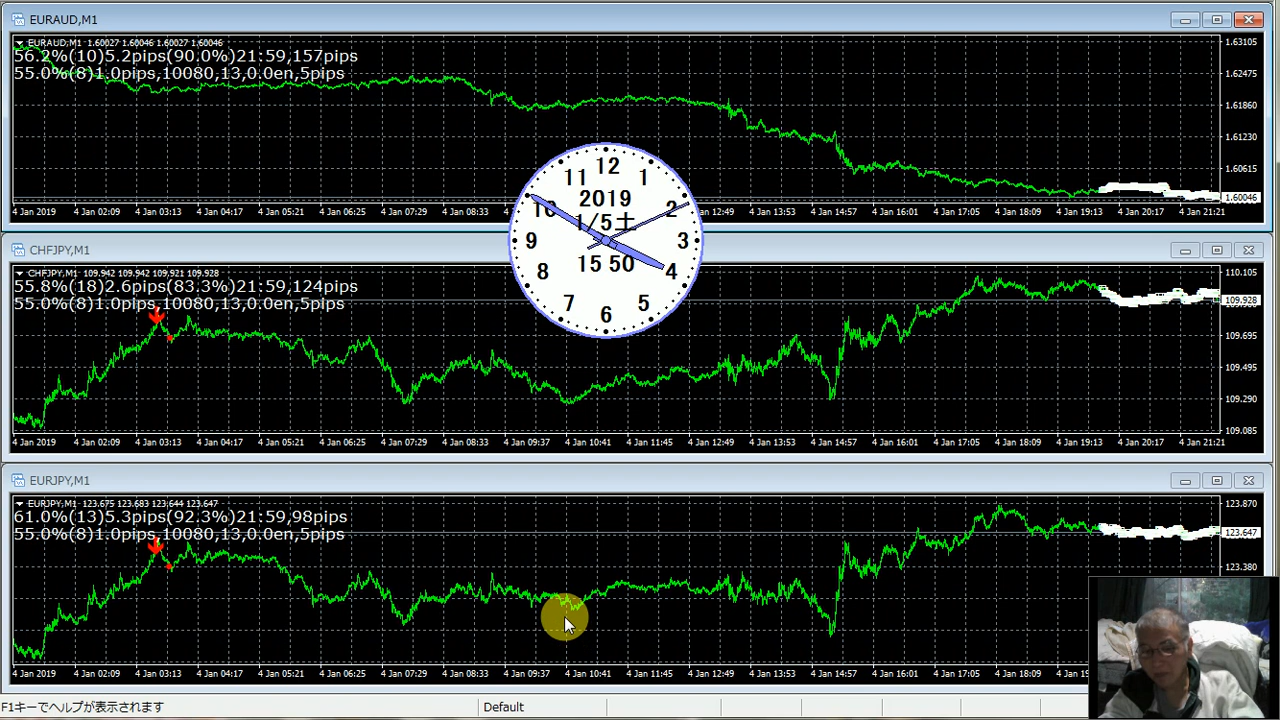 EURAUD,M1
EURAUD,M1 1.60027 1.60046 1.60027 1.60046
56.2%(10)5.2pips(90.0%)21:59,157pips
55.0%(8)1.0pips,10080,13,0.0en,5pips
1.63105
1.62475
1.61860
1.61230
1.60615
1.60046
4 Jan 2019 4 Jan 02:09 4 Jan 03:13 4 Jan 04:17 4 Jan 05:21 4 Jan 06:25 4 Jan 07:29 4 Jan 08:33 12:49 4 Jan 13:53 4 Jan 14:57 4 Jan 16:01 4 Jan 17:05 4 Jan 18:09 4 Jan 19:13 4 Jan 20:17 4 Jan 21:21
12
1
2
3
4
5
6
7
8
9
10
11
2019
1/5土
15 50
CHFJPY,M1
CHFJPY,M1 109.942 109.942 109.921 109.928
55.8%(18)2.6pips(83.3%)21:59,124pips
55.0%(8)1.0pips,10080,13,0.0en,5pips
110.105
109.928
109.695
109.495
109.290
109.085
4 Jan 2019 4 Jan 02:09 4 Jan 03:13 4 Jan 04:17 4 Jan 05:21 4 Jan 06:25 4 Jan 07:29 4 Jan 08:33 4 Jan 09:37 4 Jan 10:41 4 Jan 11:45 4 Jan 12:49 4 Jan 13:53 4 Jan 14:57 4 Jan 16:01 4 Jan 17:05 4 Jan 18:09 4 Jan 19:13 4 Jan 20:17 4 Jan 21:21
EURJPY,M1
EURJPY,M1 123.675 123.683 123.644 123.647
61.0%(13)5.3pips(92.3%)21:59,98pips
55.0%(8)1.0pips,10080,13,0.0en,5pips
123.870
123.647
123.380
4 Jan 2019 4 Jan 02:09 4 Jan 03:13 4 Jan 04:17 4 Jan 05:21 4 Jan 06:25 4 Jan 07:29 4 Jan 08:33 4 Jan 09:37 4 Jan 10:41 4 Jan 11:45 4 Jan 12:49 4 Jan 13:53 4 Jan 14:57 4 Jan 16:01 4 Jan 17:05 4 Jan 18:09 4 Jan 19
F1キーでヘルプが表示されます
Default